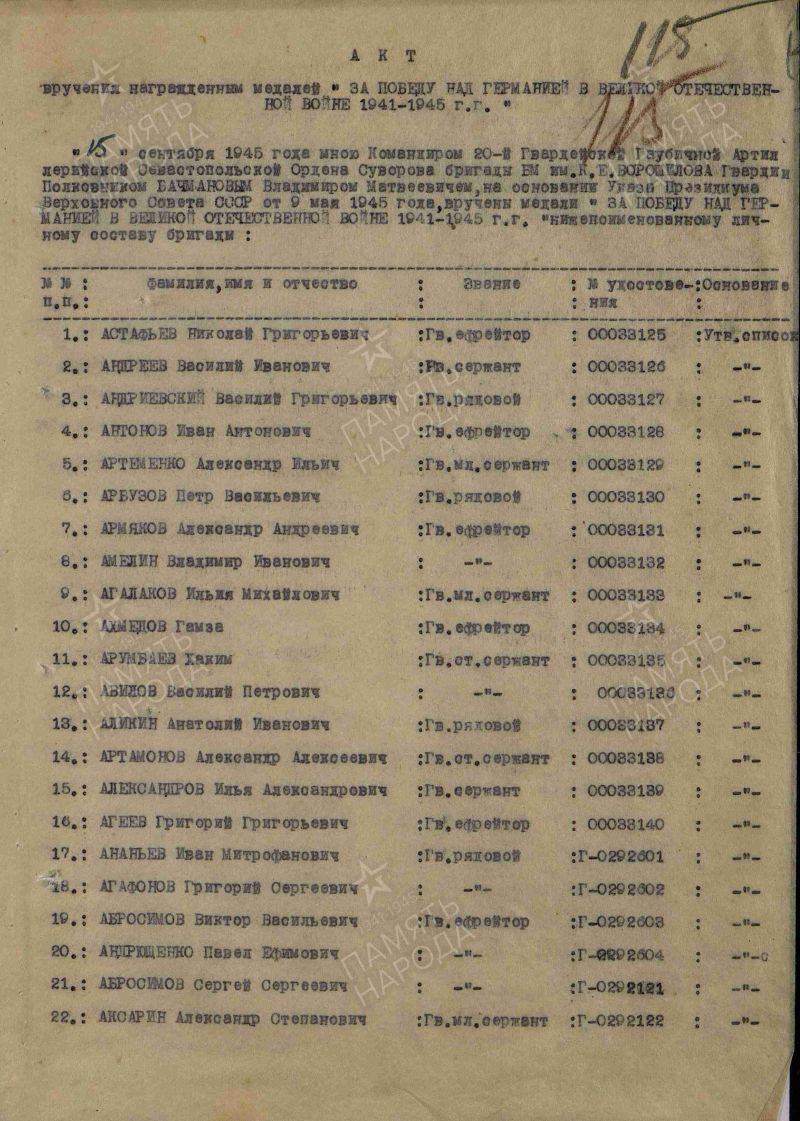 118
А К Т
вручения награжденным медалей " ЗА ПОБЕДУ НАД ГЕРМАНИЕЙ В ВЕЛИКОЙ ОТЕЧЕСТВЕН-
НОЙ ВОЙНЕ 1941-1945 г.г. "
" 15 " сентября 1945 года мною Командиром 20-й Гвардейской Гаубичной Артил
лерийской Севастопольской Ордена Суворова бригады БМ им.К.Е.ВОРОШИЛОВА Гвардии
Полковником БАЧМАНОВЫМ Владимиром Матвеевичем,на основании Указа Президиума
Верховного Совета СССР от 9 мая 1945 года,вручены медали " ЗА ПОБЕДУ НАД ГЕР-
МАНИЕЙ В ВЕЛИКОЙ ОТЕЧЕСТВЕННОЙ ВОЙНЕ 1941-1945 г.г. "нижепоименованному лич-
ному составу бригады :
№ № : Фамилия,имя и отчество : Звание : № удостове-:Основание
п.п.: : : ния :
1.: АСТАФЬЕВ Николай Григорьевич :Гв.ефрейтор : 00033125 :Утв.список
2.: АНДРЕЕВ Василий Иванович :Гв.сержант : 00033126 : -"-
3.: АНДРИЕВСКИЙ Василий Григорьевич :Гв.рядовой : 00033127 : -"-
4.: АНТОНОВ Иван Антонович :Гв.ефрейтор : 00033128 : -"-
5.: АРТЕМЕНКО Александр Ильич :Гв.мл.сержант : 00033129 : -"-
6.: АРБУЗОВ Петр Васильевич :Гв.рядовой : 00033130 : -"-
7.: АРМЯКОВ Александр Андреевич :Гв.ефрейтор : 00033131 : -"-
8.: АМЕЛИН Владимир Иванович : -"- : 00033132 : -"-
9.: АГАЛАКОВ Илья Михайлович :Гв.мл.сержант : 00033133 : -"-
10.: АХМЕДОВ Гамза :Гв.ефрейтор : 00033134 : -"-
11.: АРУМБАЕВ Хаким :Гв.ст.сержант : 00033135 : -"-
12.: АВИЛОВ Василий Петрович : -"- : 00033136 : -"-
13.: АЛИКИН Анатолий Иванович :Гв.рядовой : 00033137 : -"-
14.: АРТАМОНОВ Александр Алексеевич :Гв.ст.сержант : 00033138 : -"-
15.: АЛЕКСАНДРОВ Илья Александрович :Гв.сержант : 00033139 : -"-
16.: АГЕЕВ Григорий Григорьевич :Гв.ефрейтор : 00033140 : -"-
17.: АНАНЬЕВ Иван Митрофанович :Гв.рядовой :Г-0292601 : -"-
18.: АГАФОНОВ Григорий Сергеевич : -"- :Г-0292602 : -"-
19.: АБРОСИМОВ Виктор Васильевич :Гв.ефрейтор :Г-0292603 : -"-
20.: АНДРЮЩЕНКО Павел Ефимович : -"- :Г-0292604 : -"-
21.: АБРОСИМОВ Сергей Сергеевич : -"- :Г-0292121 : -"-
22.: АКСАРИН Александр Степанович :Гв.мл.сержант :Г-0292122 : -"-
ПАМЯТЬ НАРОДА